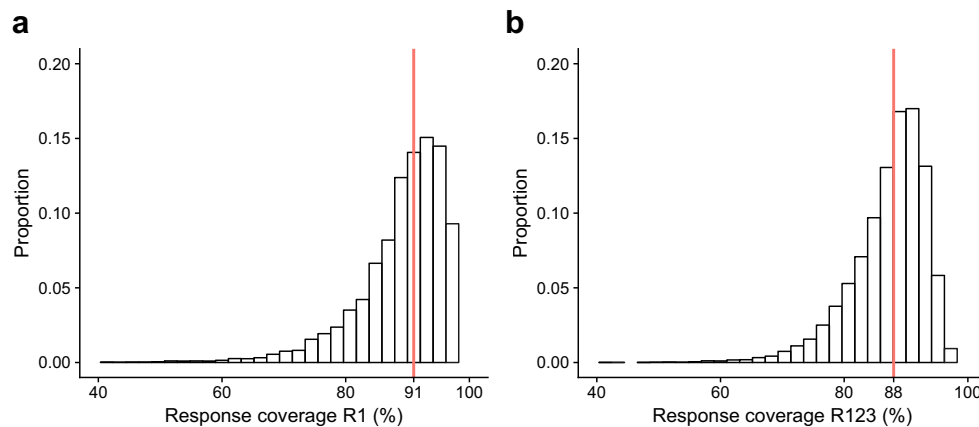 a
0.20
0.15
0.10
0.05
0.00
Proportion
40 60 80 91 100
Response coverage R1 (%)
b
0.20
0.15
0.10
0.05
0.00
Proportion
40 60 80 88 100
Response coverage R123 (%)